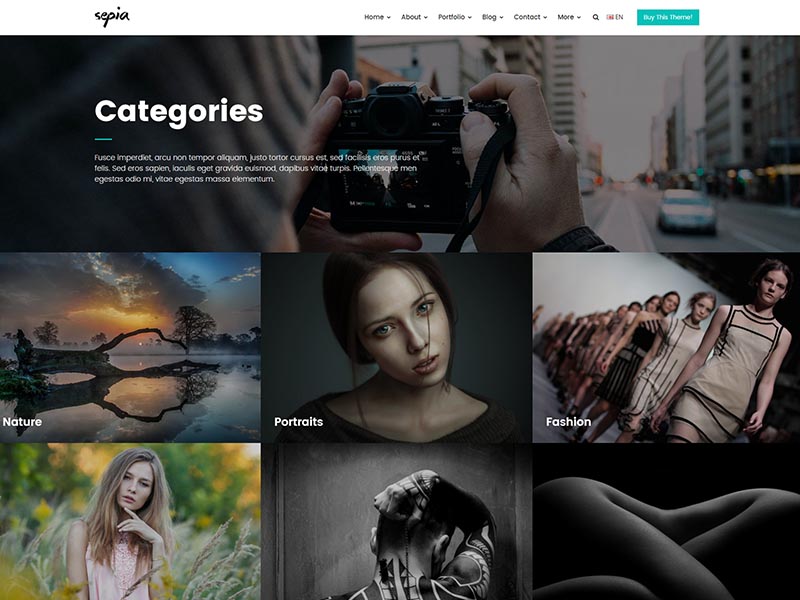 sepia
Home About Portfolio Blog Contact More EN Buy This Theme!
Categories
Fusce imperdiet, arcu non tempor aliquam, justo tortor cursus est, sed facilisis eros purus et
felis. Sed eros sapien, iaculis eget gravida euismod, dapibus vitae turpis. Pellentesque men
egestas odio mi, vitae egestas massa elementum.
Nature
Portraits
Fashion